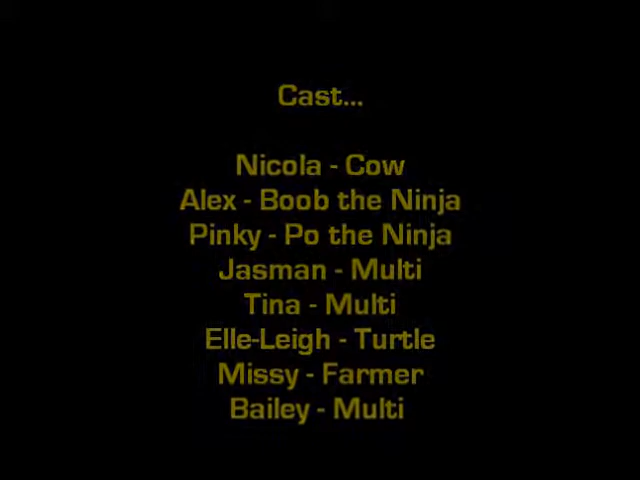 Cast...
Nicola - Cow
Alex - Boob the Ninja
Pinky - Po the Ninja
Jasman - Multi
Tina - Multi
Elle-Leigh - Turtle
Missy - Farmer
Bailey - Multi